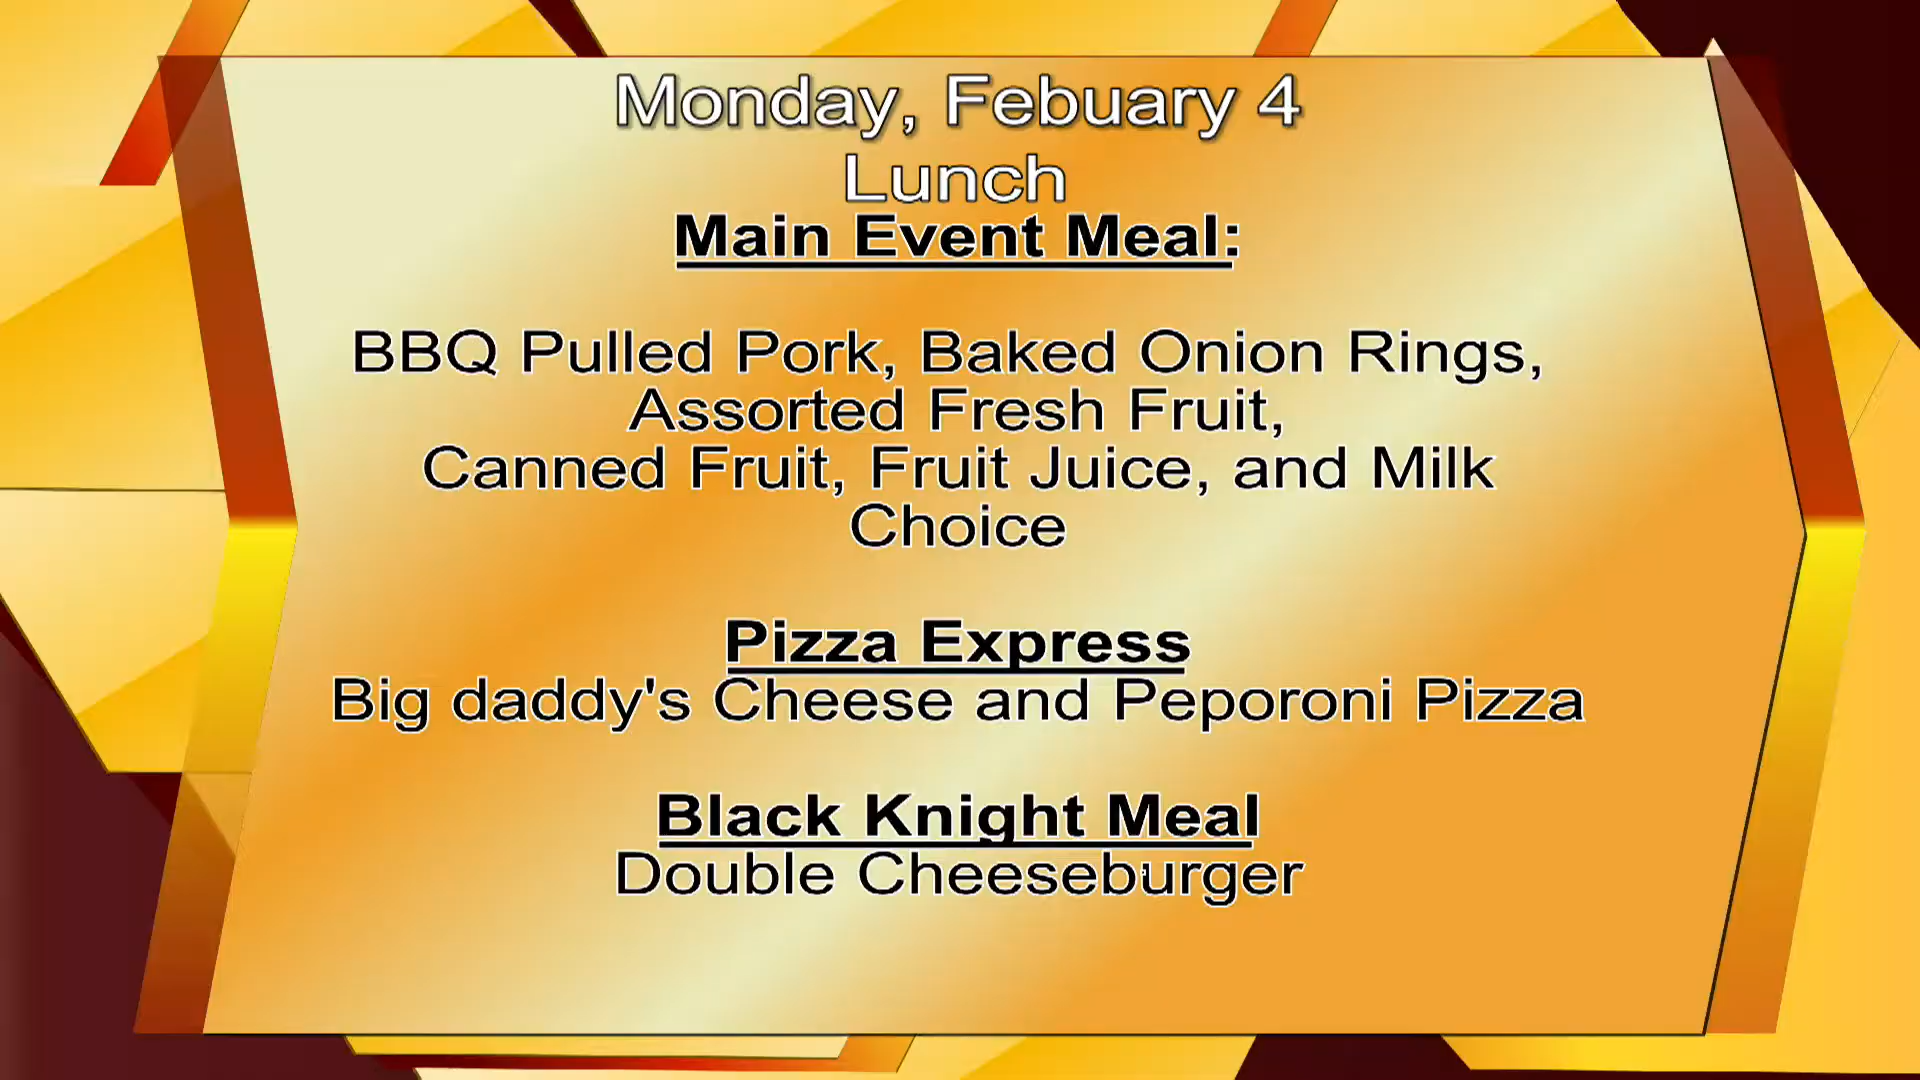 Monday, Febuary 4
Lunch
Main Event Meal:
BBQ Pulled Pork, Baked Onion Rings,
Assorted Fresh Fruit,
Canned Fruit, Fruit Juice, and Milk
Choice
Pizza Express
Big daddy's Cheese and Peporoni Pizza
Black Knight Meal
Double Cheeseburger